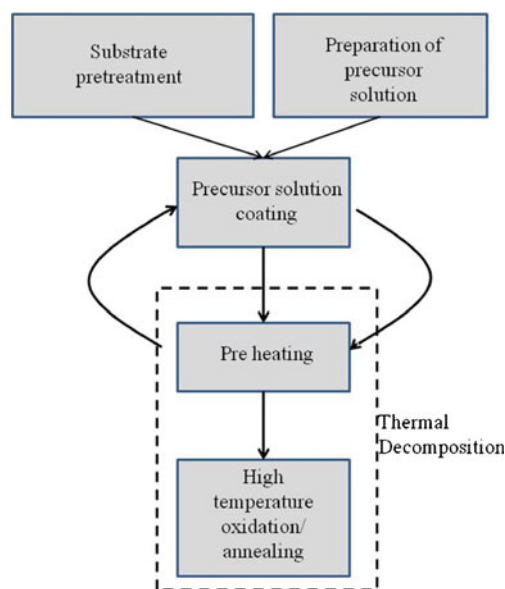 Substrate
pretreatment
Preparation of
precursor
solution
Precursor solution
coating
Pre heating
Thermal
Decomposition
High
temperature
oxidation/
annealing